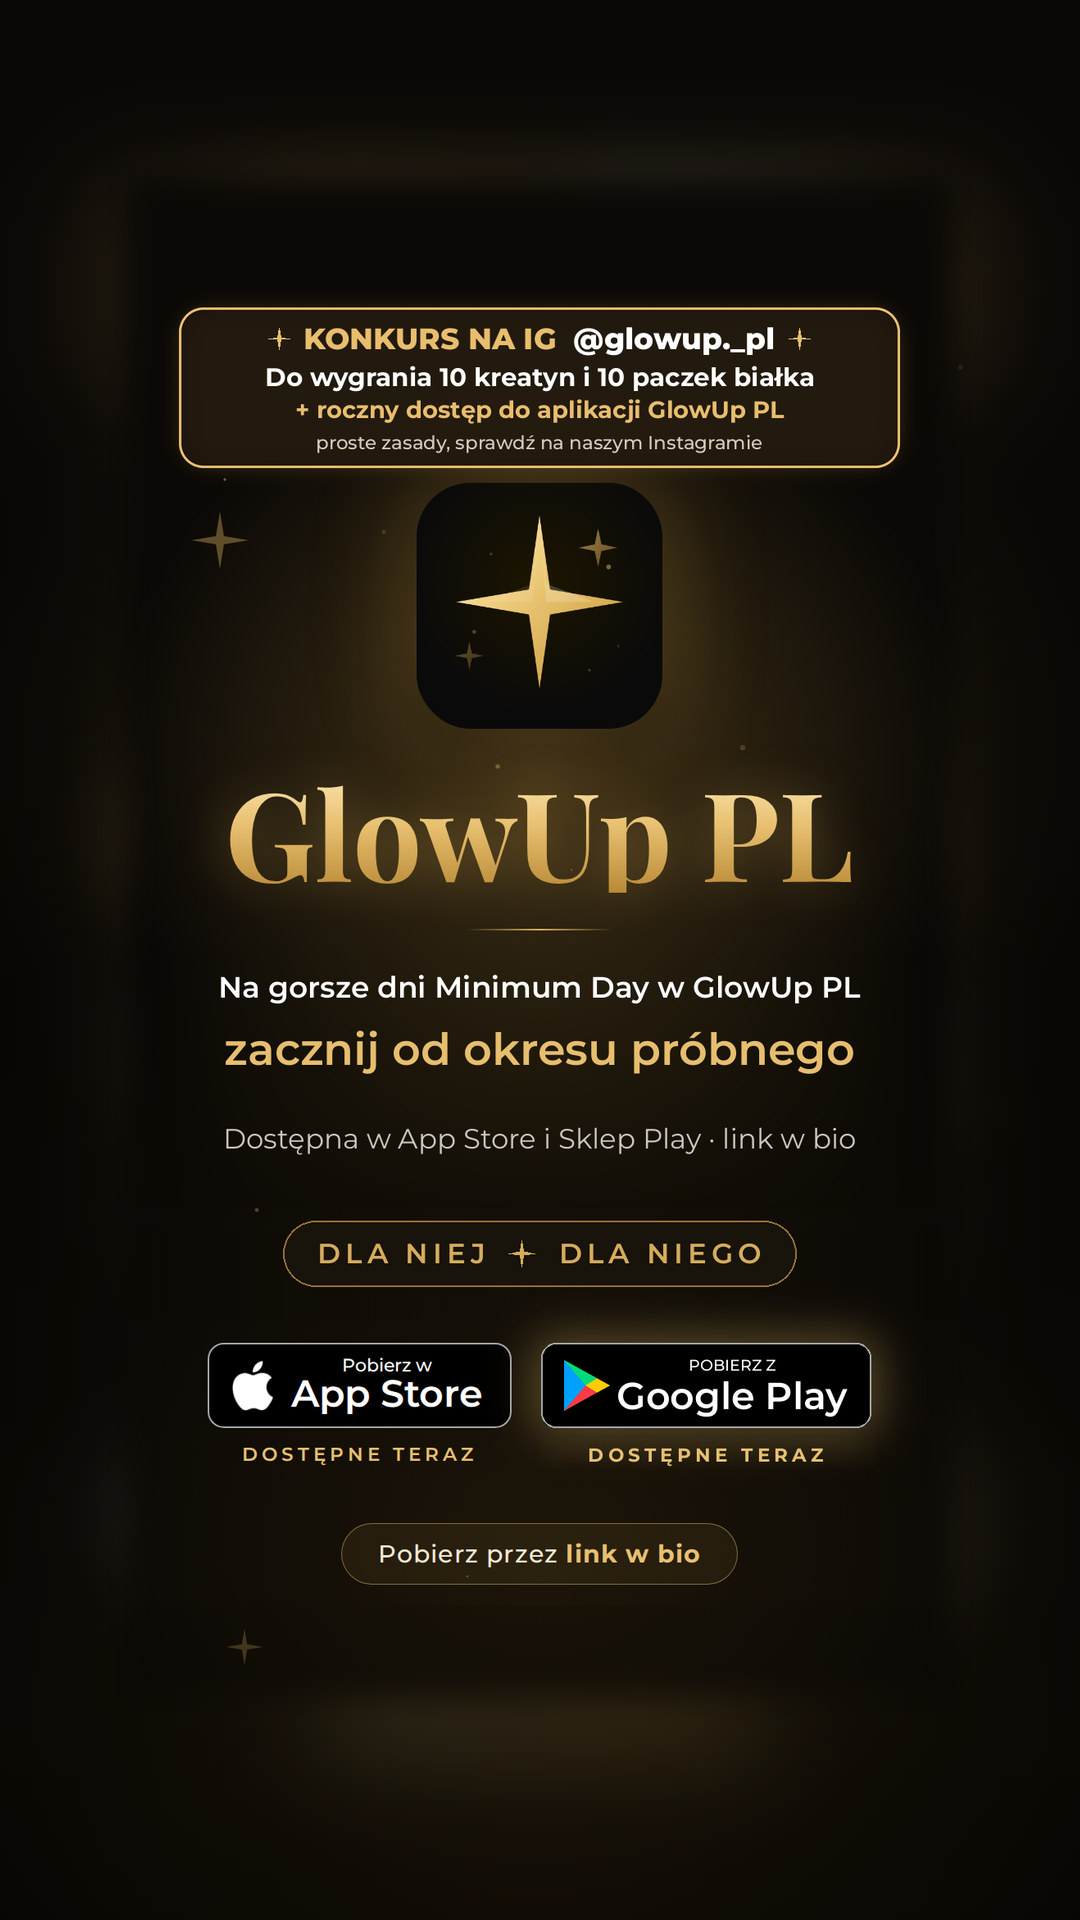 KONKURS NA IG @glowup._pl
Do wygrania 10 kreatyn i 10 paczek białka
+ roczny dostęp do aplikacji GlowUp PL
proste zasady, sprawdź na naszym Instagramie
GlowUp PL
Na gorsze dni Minimum Day w GlowUp PL
zacznij od okresu próbnego
Dostępna w App Store i Sklep Play · link w bio
DLA NIEJ DLA NIEGO
Pobierz w
App Store
DOSTĘPNE TERAZ
POBIERZ Z
Google Play
DOSTĘPNE TERAZ
Pobierz przez link w bio